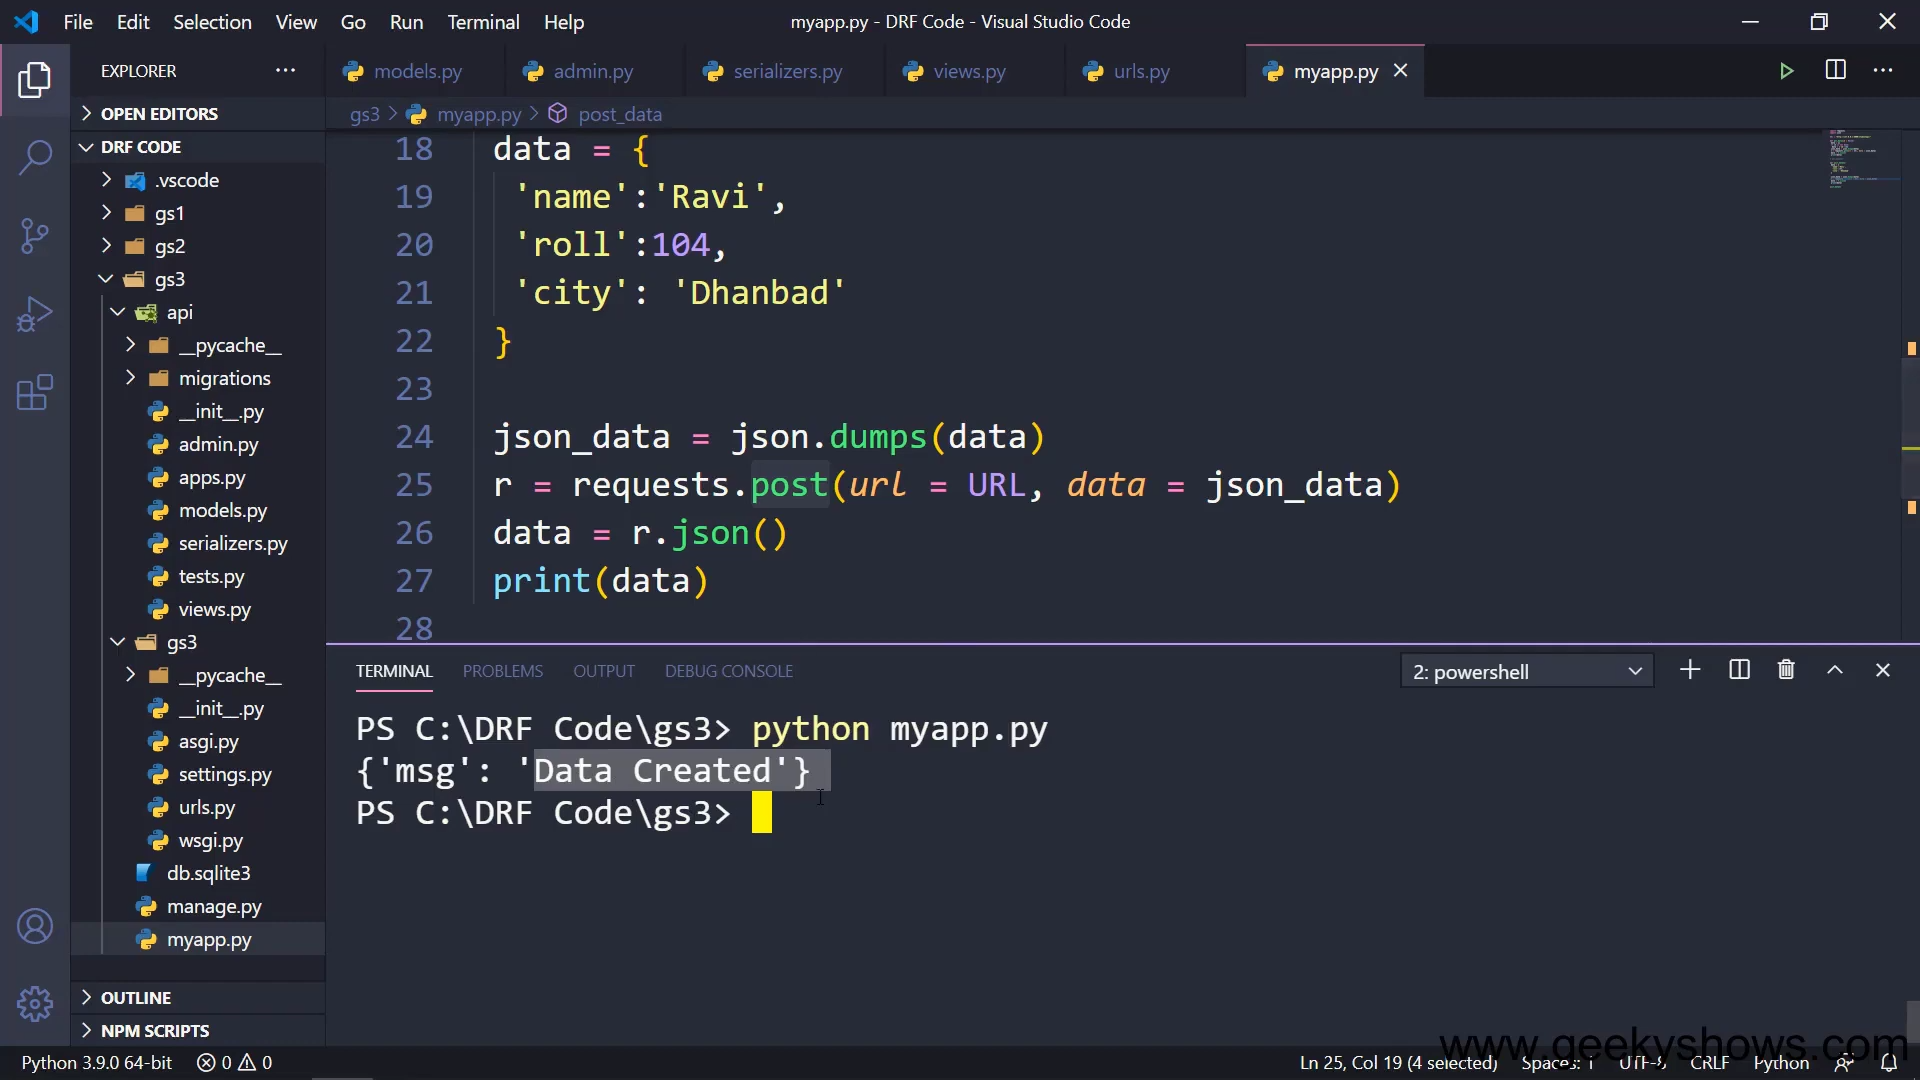 File Edit Selection View Go Run Terminal Help
myapp.py - DRF Code - Visual Studio Code
EXPLORER
OPEN EDITORS
DRF CODE
.vscode
gs1
gs2
gs3
api
__pycache__
migrations
__init__.py
admin.py
apps.py
models.py
serializers.py
tests.py
views.py
gs3
__pycache__
__init__.py
asgi.py
settings.py
urls.py
wsgi.py
db.sqlite3
manage.py
myapp.py
OUTLINE
NPM SCRIPTS
models.py admin.py serializers.py views.py urls.py myapp.py
gs3 > myapp.py > post_data
18 data = {
19 'name':'Ravi',
20 'roll':104,
21 'city': 'Dhanbad'
22 }
23
24 json_data = json.dumps(data)
25 r = requests.post(url = URL, data = json_data)
26 data = r.json()
27 print(data)
28
TERMINAL PROBLEMS OUTPUT DEBUG CONSOLE 2: powershell
PS C:\DRF Code\gs3> python myapp.py
{'msg': 'Data Created'}
PS C:\DRF Code\gs3>
www.geekyshows.com
Python 3.9.0 64-bit 0 0 Ln 25, Col 19 (4 selected) Spaces: 1 UTF-8 CRLF Python